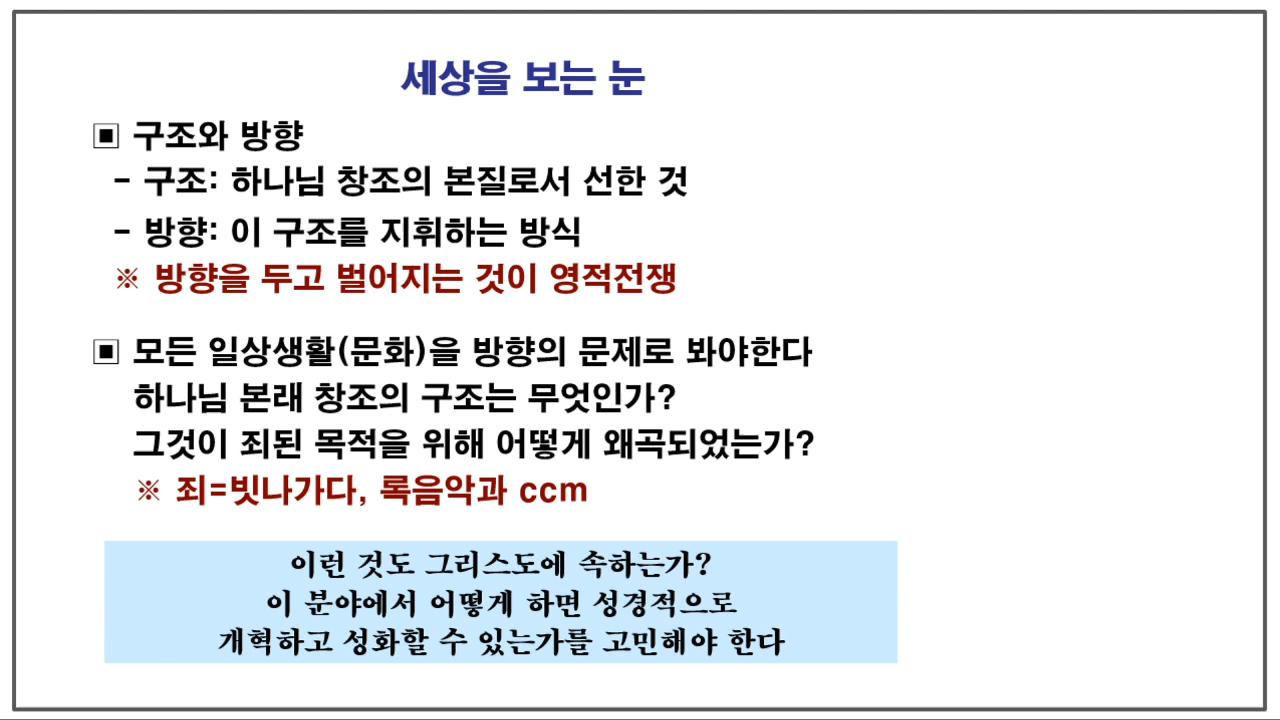 세상을 보는 눈
▣ 구조와 방향
- 구조: 하나님 창조의 본질로서 선한 것
- 방향: 이 구조를 지휘하는 방식
※ 방향을 두고 벌어지는 것이 영적전쟁
▣ 모든 일상생활(문화)을 방향의 문제로 봐야한다
하나님 본래 창조의 구조는 무엇인가?
그것이 죄된 목적을 위해 어떻게 왜곡되었는가?
※ 죄=빗나가다, 록음악과 ccm
이런 것도 그리스도에 속하는가?
이 분야에서 어떻게 하면 성경적으로
개혁하고 성화할 수 있는가를 고민해야 한다